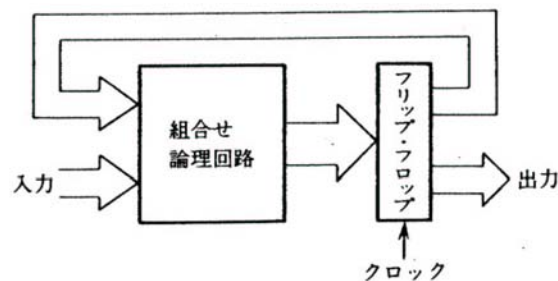 組合せ
論理回路
フリップ・フロップ
入力
出力
クロック